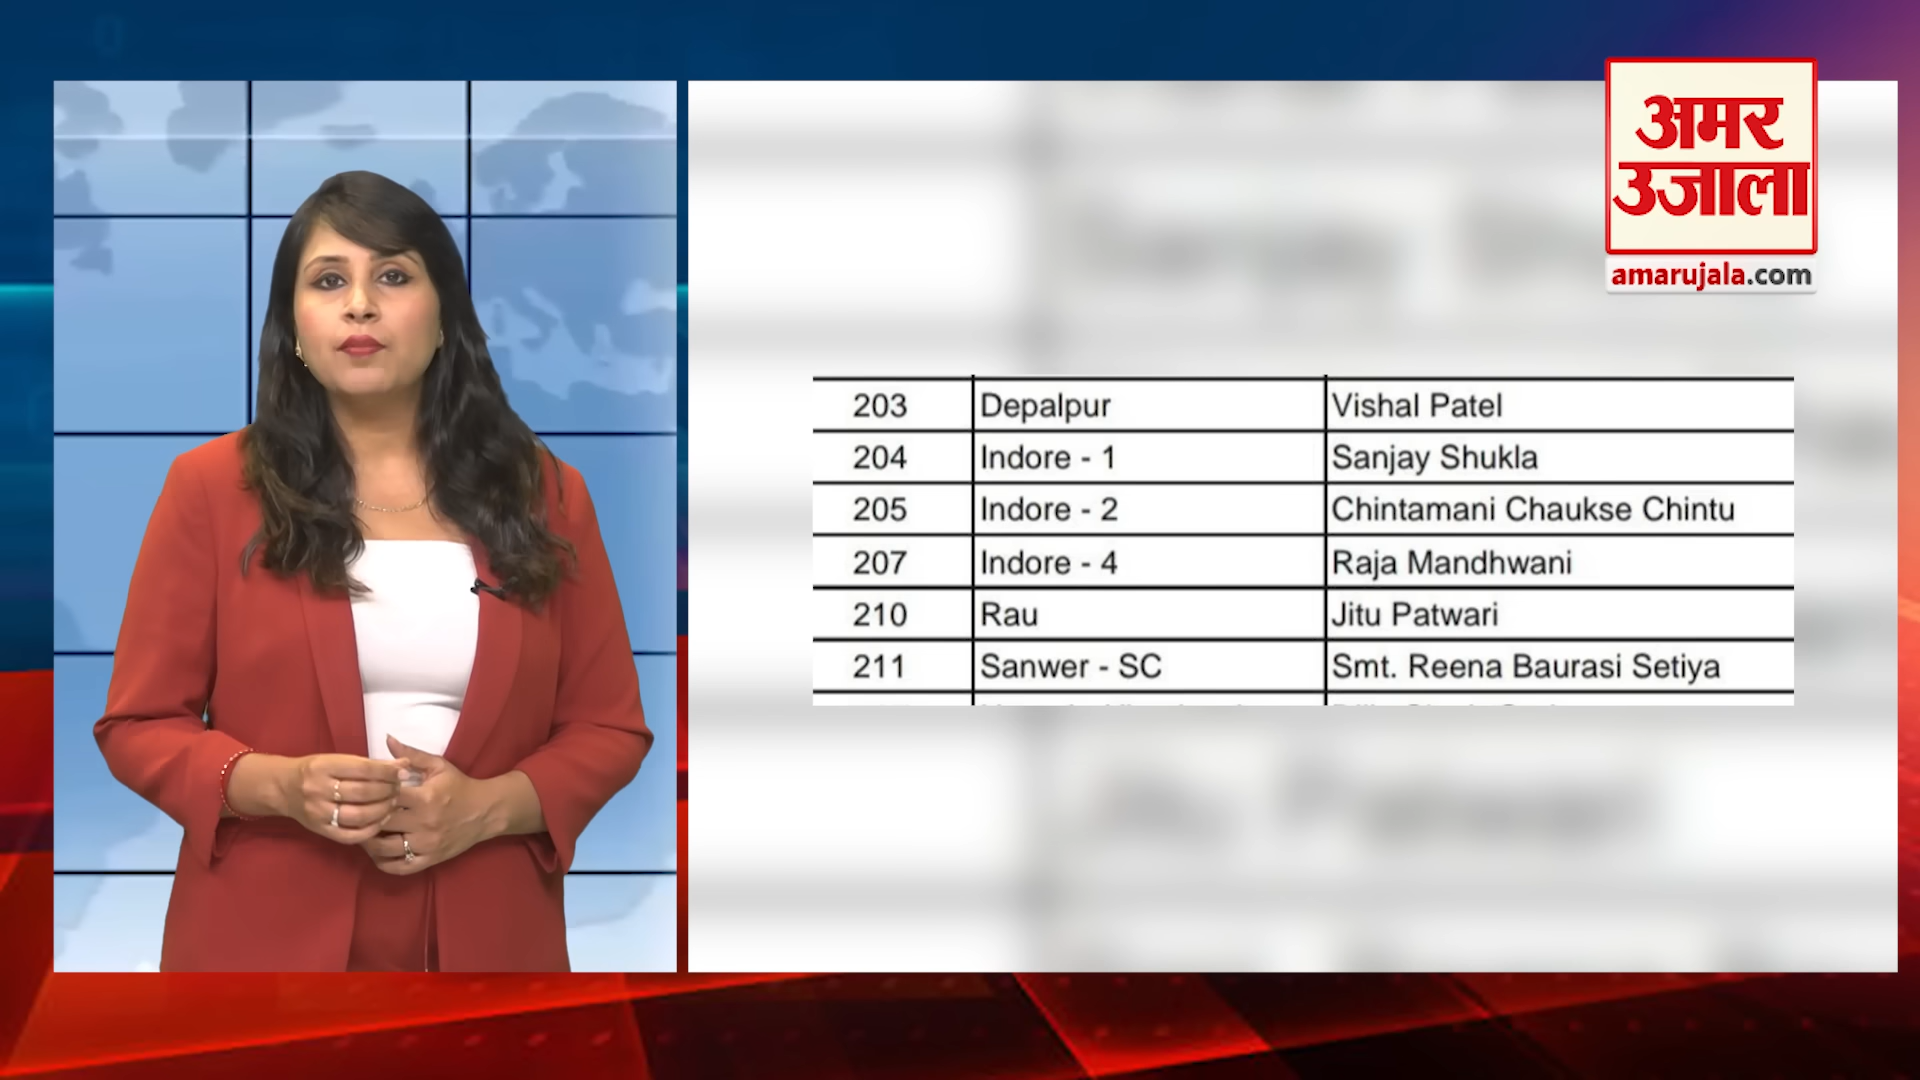 अमर
उजाला
amarujala.com
203 Depalpur Vishal Patel
204 Indore - 1 Sanjay Shukla
205 Indore - 2 Chintamani Chaukse Chintu
207 Indore - 4 Raja Mandhwani
210 Rau Jitu Patwari
211 Sanwer - SC Smt. Reena Baurasi Setiya